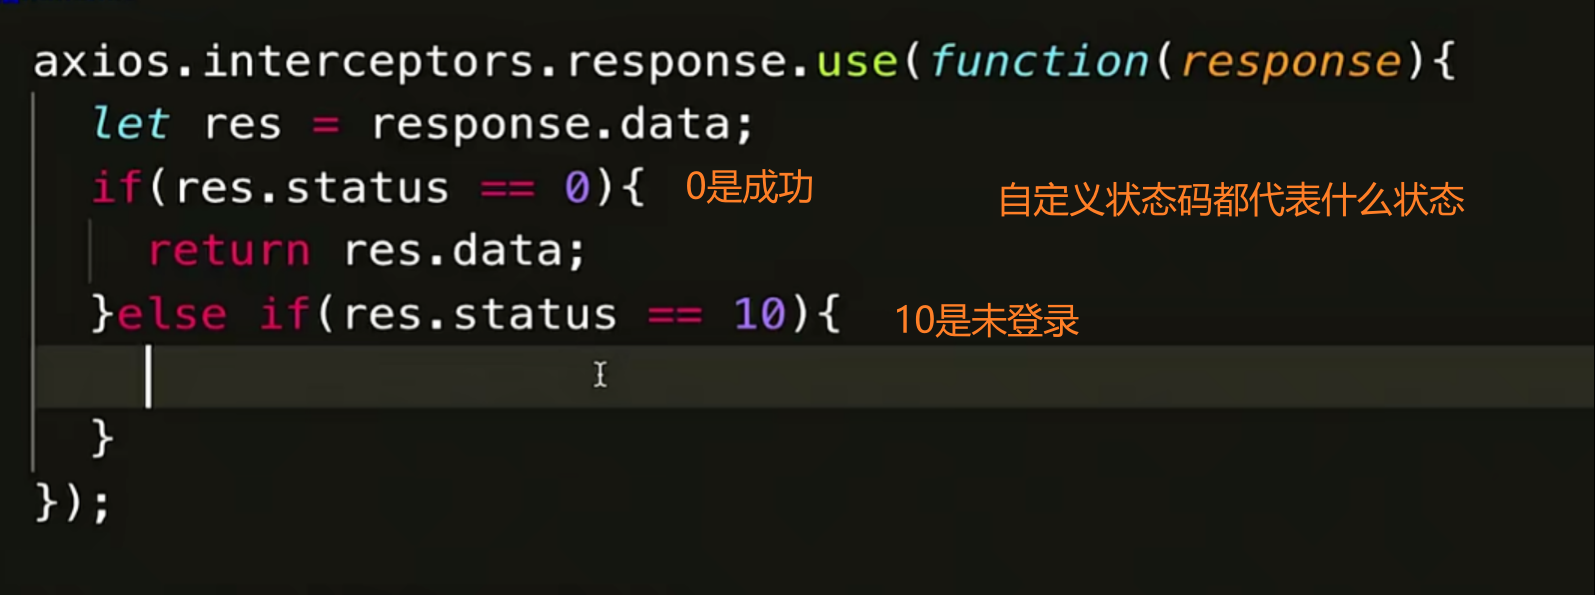 axios.interceptors.response.use(function(response){
let res = response.data;
if(res.status == 0){ 0是成功 自定义状态码都代表什么状态
return res.data;
}else if(res.status == 10){ 10是未登录
}
});